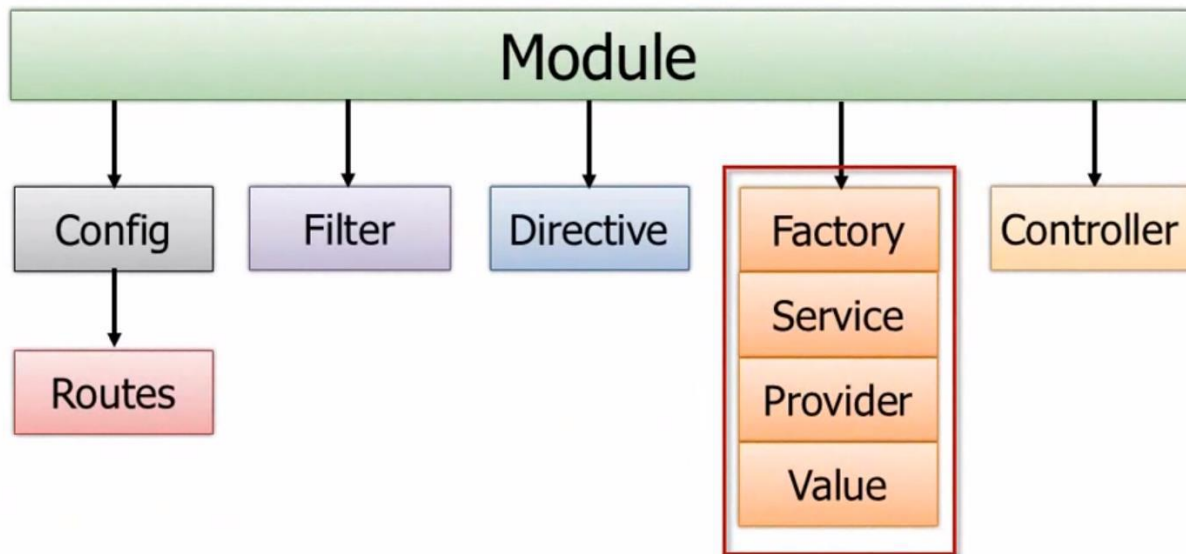 Module
Config
Filter
Directive
Factory
Controller
Service
Routes
Provider
Value